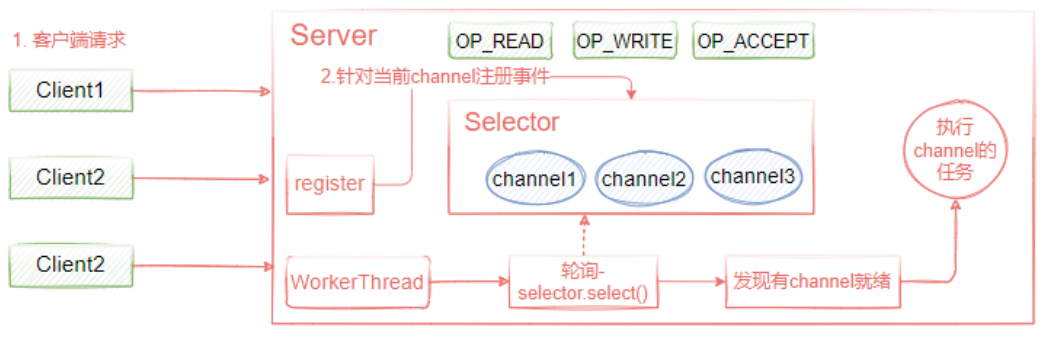 1. 客户端请求
Server
OP_READ
OP_WRITE
OP_ACCEPT
Client1
2.针对当前channel注册事件
Selector
执行
channel的
任务
Client2
register
channel1
channel2
channel3
Client2
WorkerThread
轮询-
selector.select()
发现有channel就绪